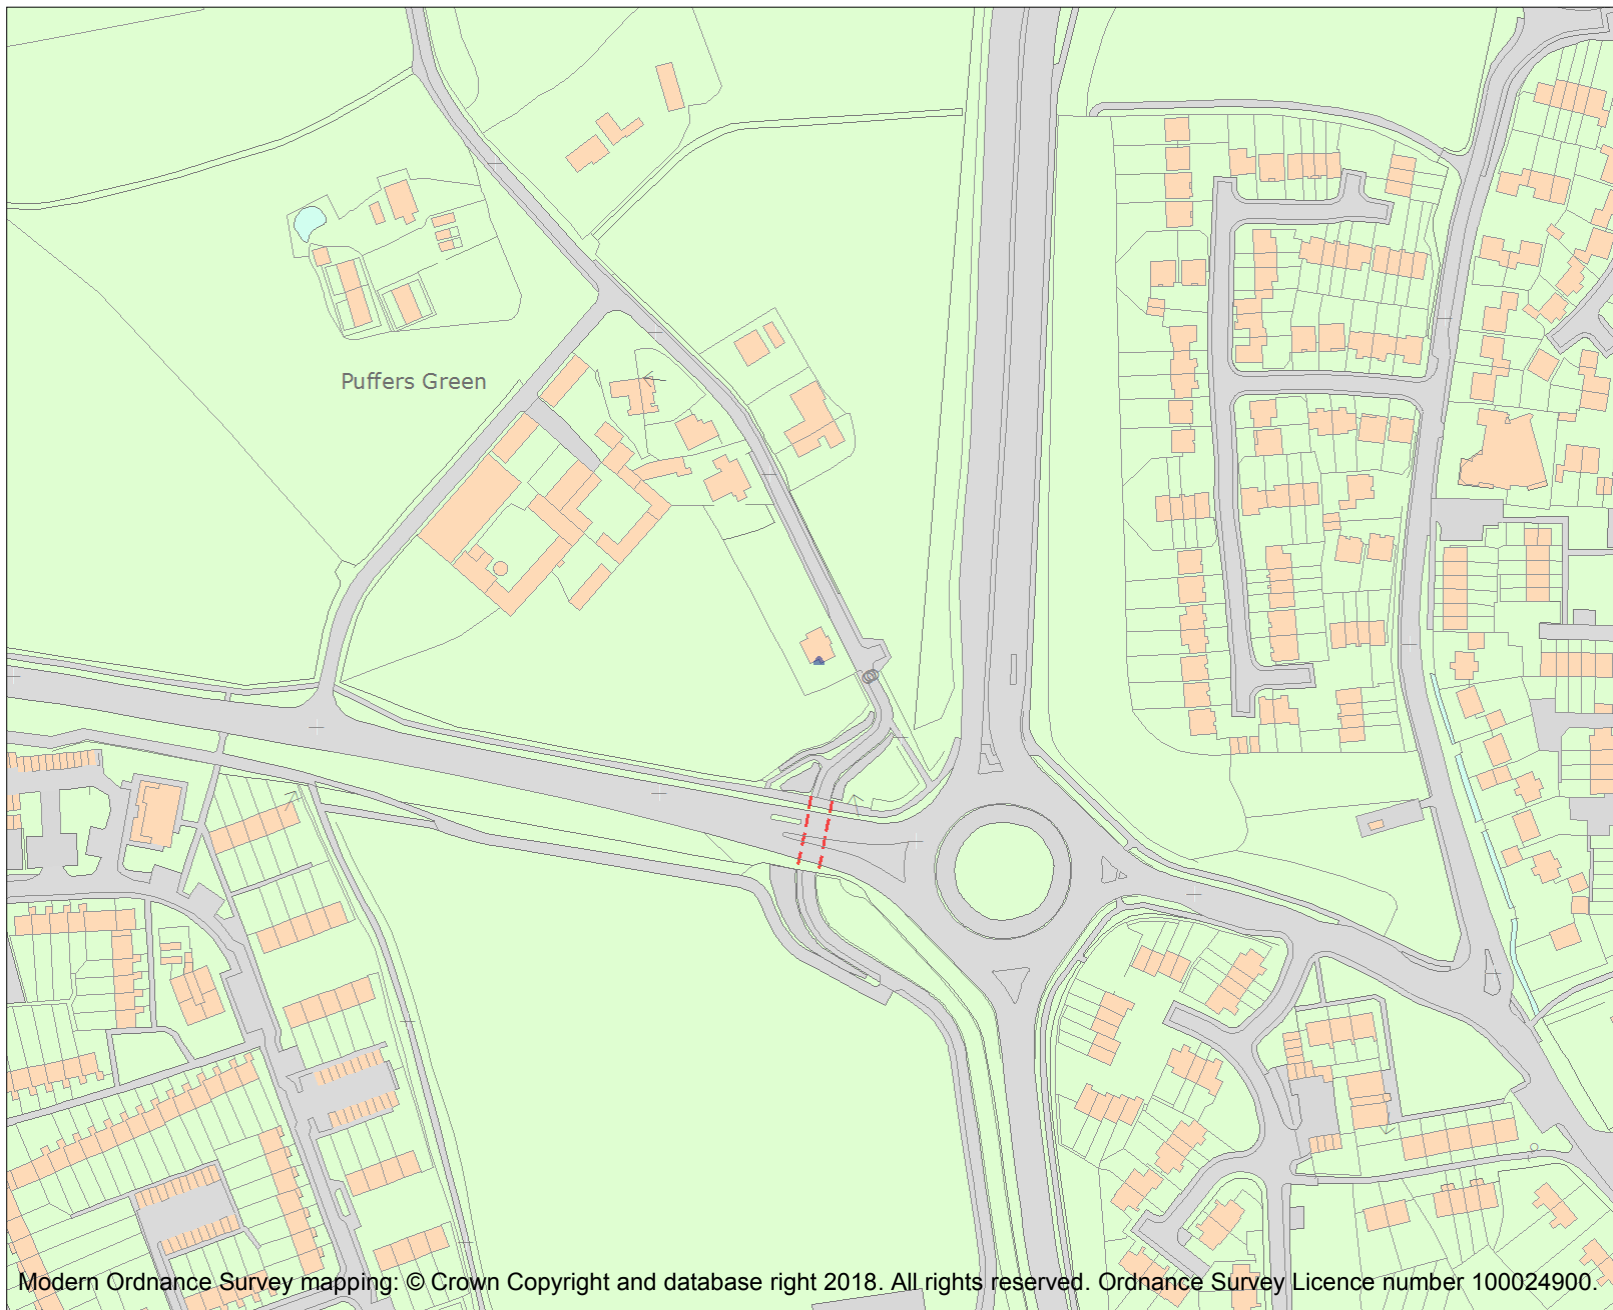 Puffers Green
Modern Ordnance Survey mapping: © Crown Copyright and database right 2018. All rights reserved. Ordnance Survey Licence number 100024900.